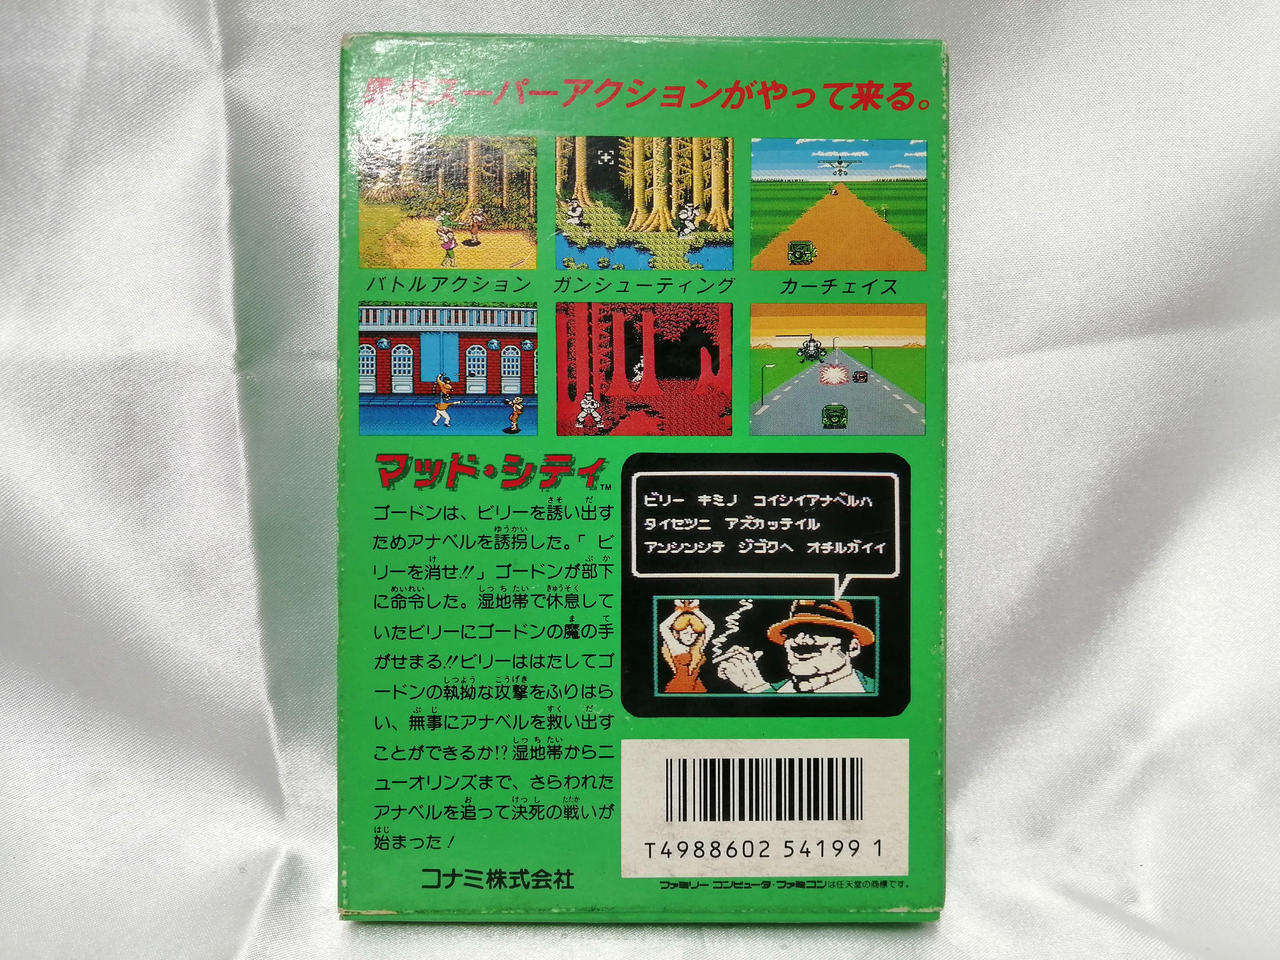 スーパーアクションがやって来る。
バトルアクション
ガンシューティング
カーチェイス
マッド・シティ™
ゴードンは、ビリーを誘い出す
ためアナベルを誘拐した。「ビ
リーを消せ!!」ゴードンが部下
に命令した。湿地帯で休息して
いたビリーにゴードンの魔の手
がせまる!!ビリーははたしてゴ
ードンの執拗な攻撃をふりはら
い、無事にアナベルを救い出す
ことができるか!?湿地帯からニ
ューオリンズまで、さらわれた
アナベルを追って決死の戦いが
始まった!
コナミ株式会社
ビリー キミノ コイシイアナベルハ
タイセツニ アズカッテイル
アンシンシテ ジゴクヘ オチルガイイ
T4988602 54199 1
ファミリーコンピュータ・ファミコンは任天堂の商標です。